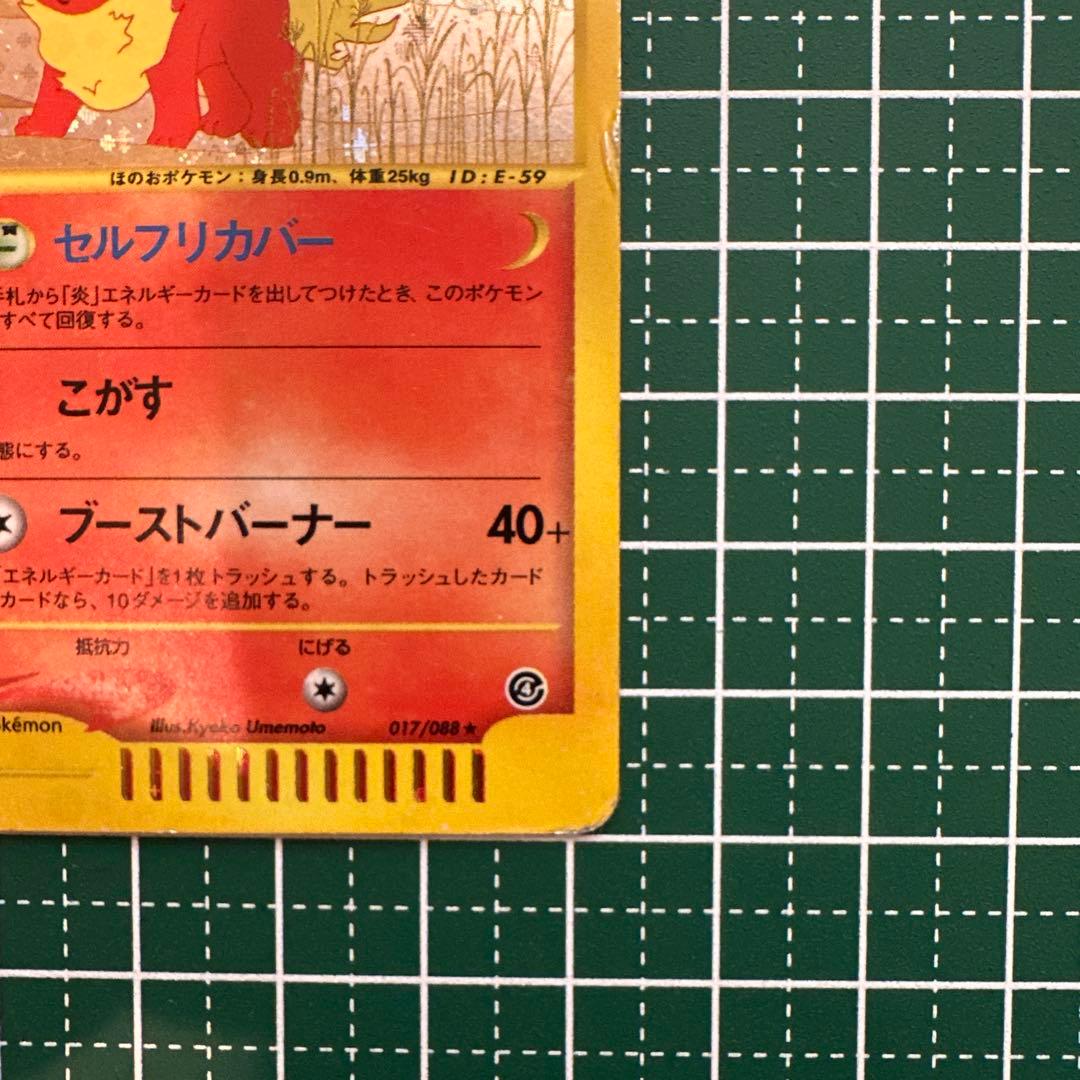 ほのおポケモン：身長0.9m、体重25kg ID：E-59
セルフリカバー
手札から「炎」エネルギーカードを出してつけたとき、このポケモン
すべて回復する。
こがす
態にする。
ブーストバーナー 40+
「エネルギーカード」を1枚トラッシュする。トラッシュしたカード
カードなら、10ダメージを追加する。
抵抗力 にげる
kémon Illus.Kyoko Umemoto 017/088★